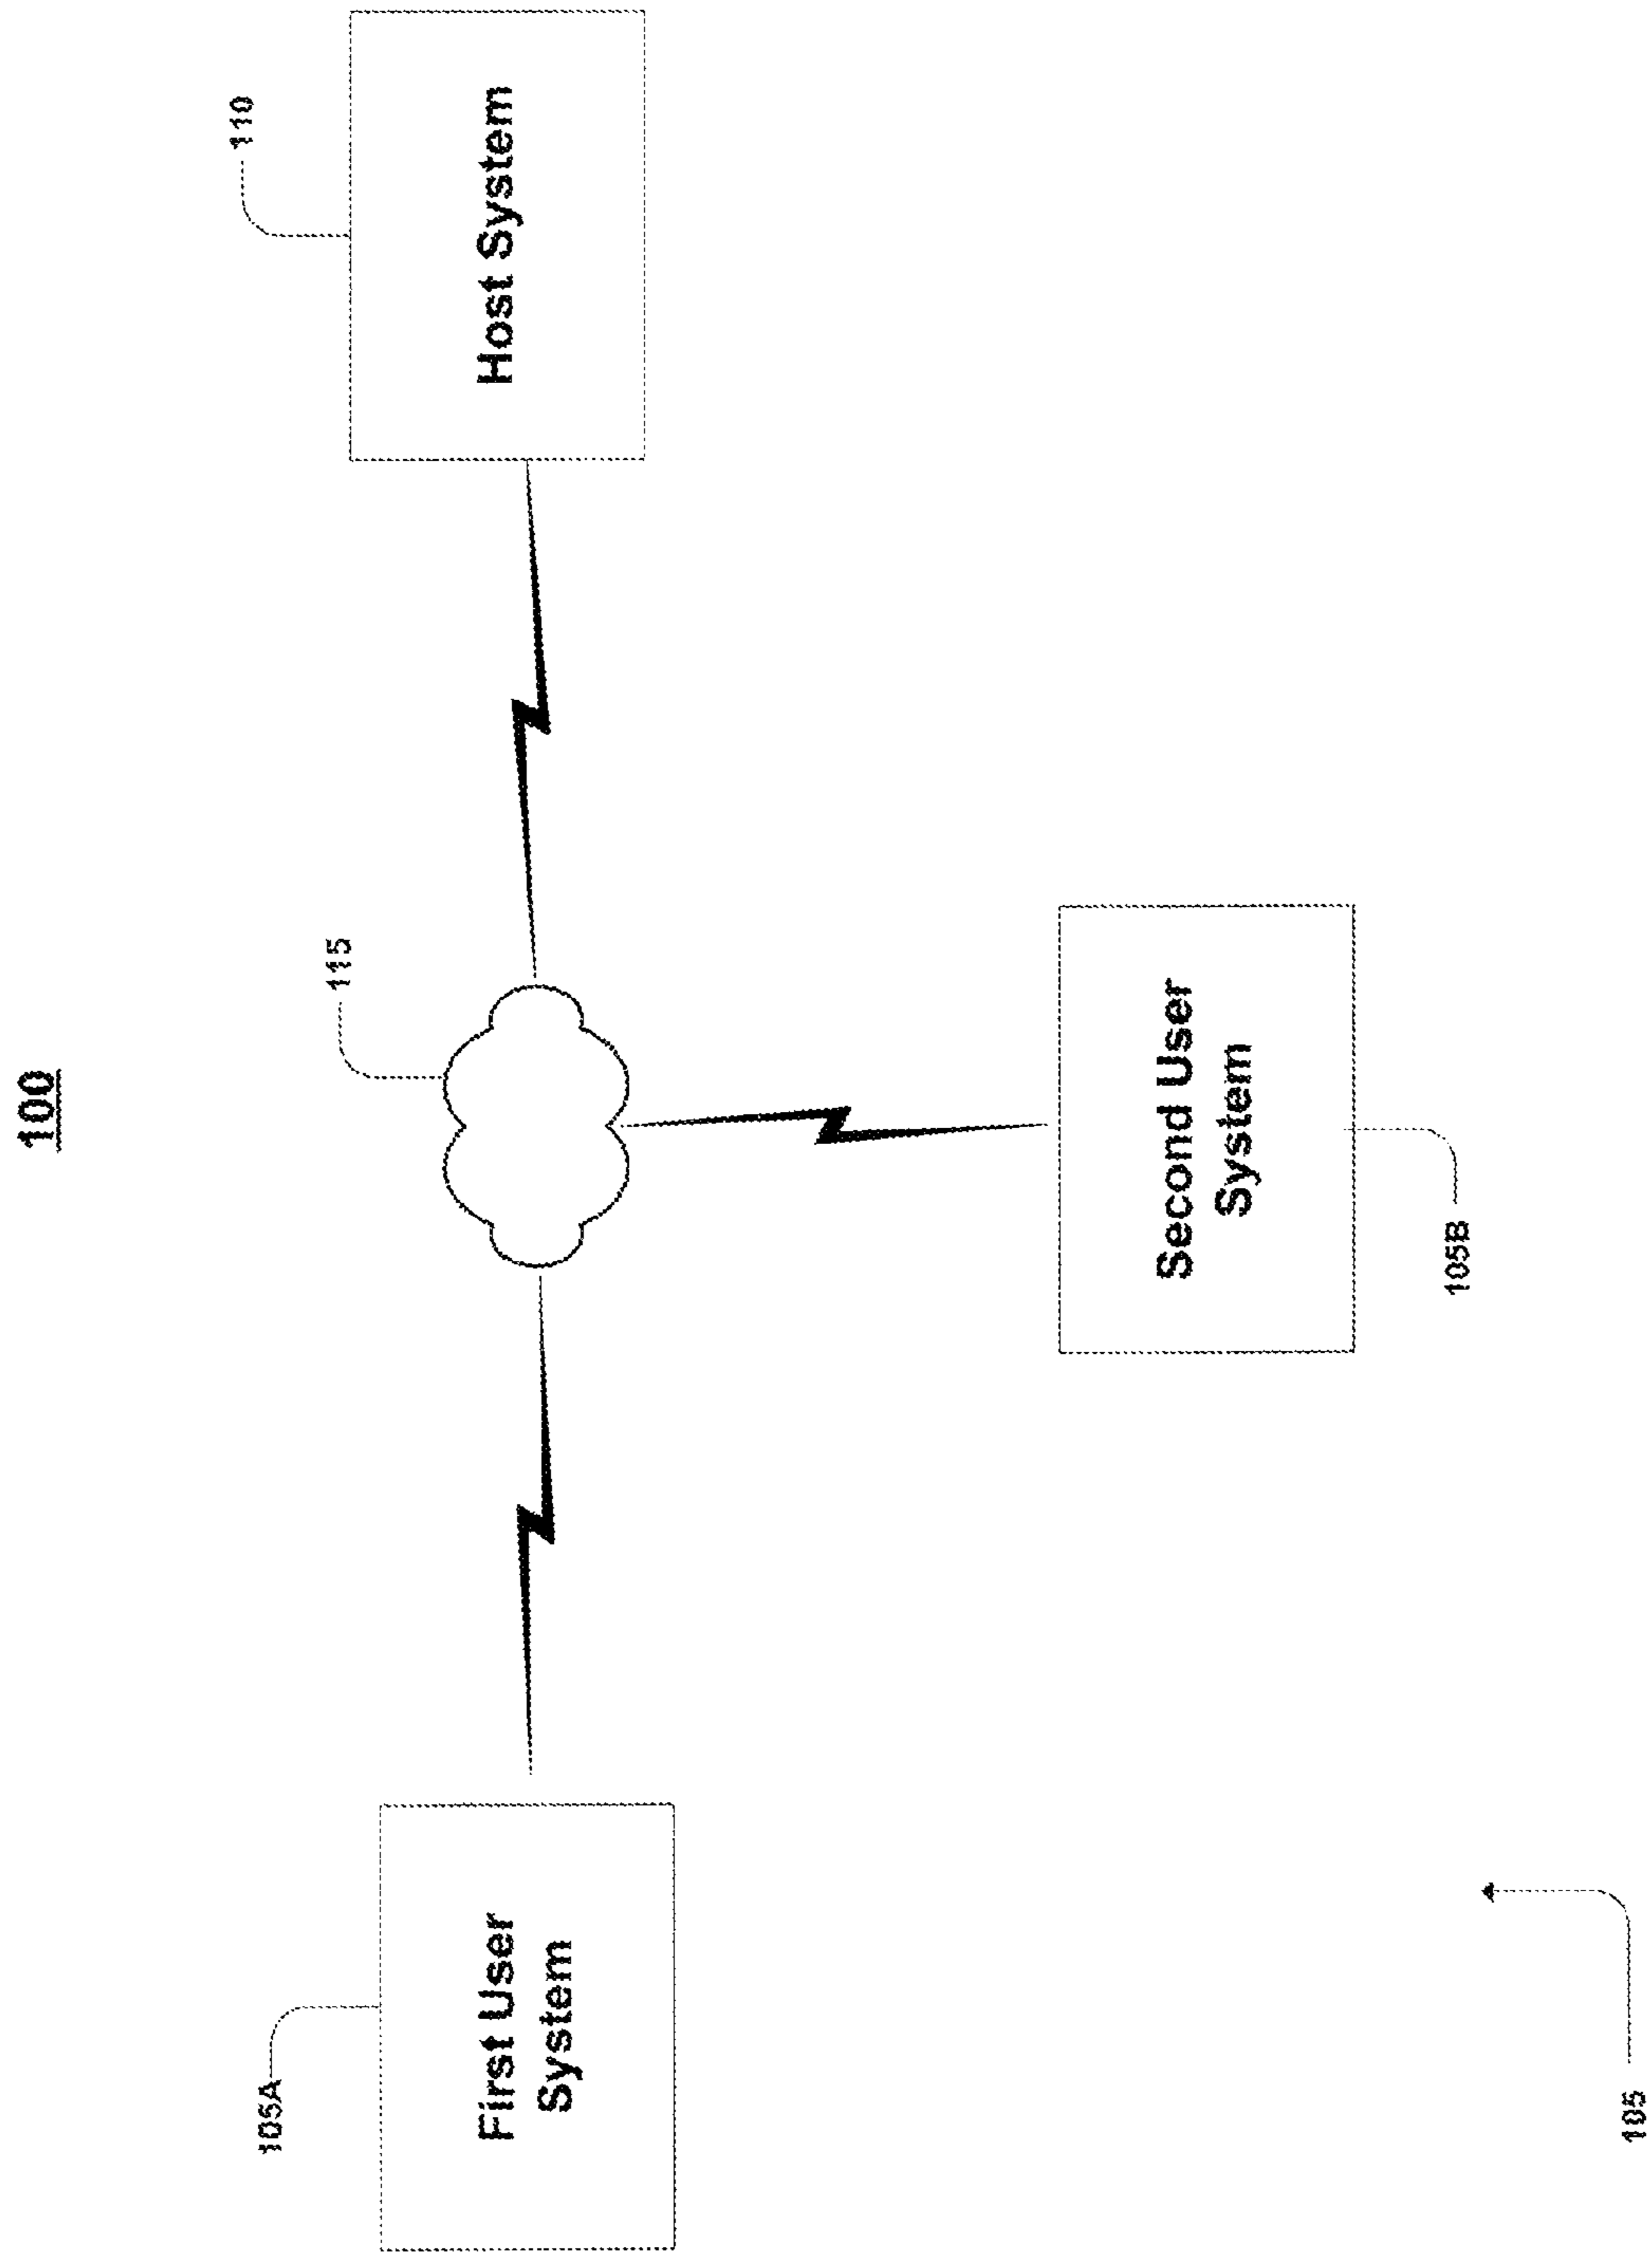 100
105A
First User
System
115
110
Host System
Second User
System
105B
105